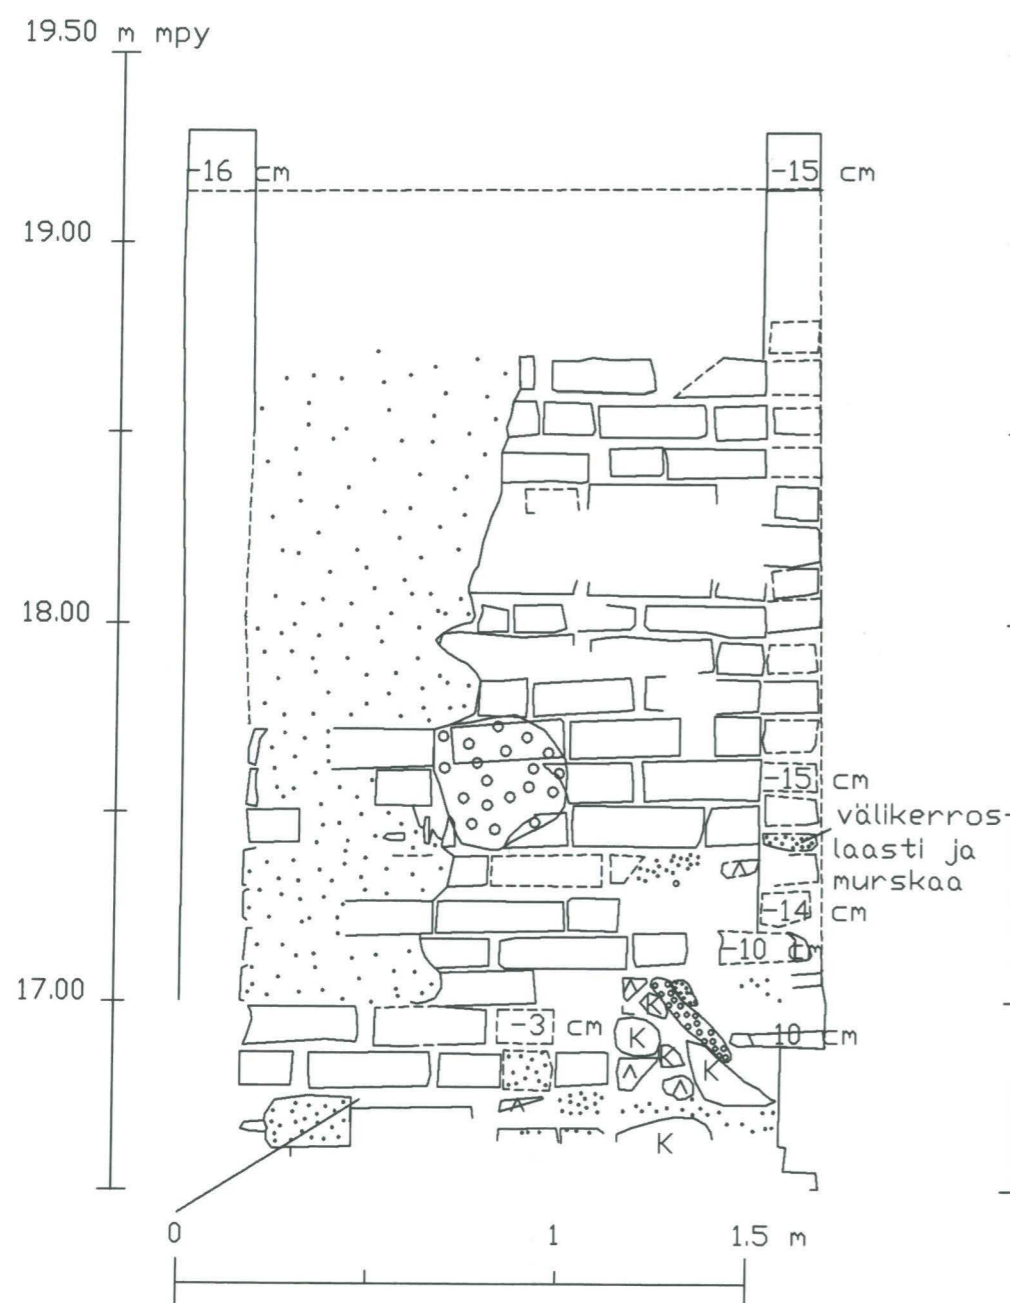 19.50 m mpy
-16 cm
-15 cm
19.00
18.00
-15 cm
välikerros-
laasti ja
murskaa
-14 cm
-10 cm
17.00
Λ
K
-3 cm
K
10 cm
K
K
Λ
Λ
Λ
K
Λ
0
1
1.5 m